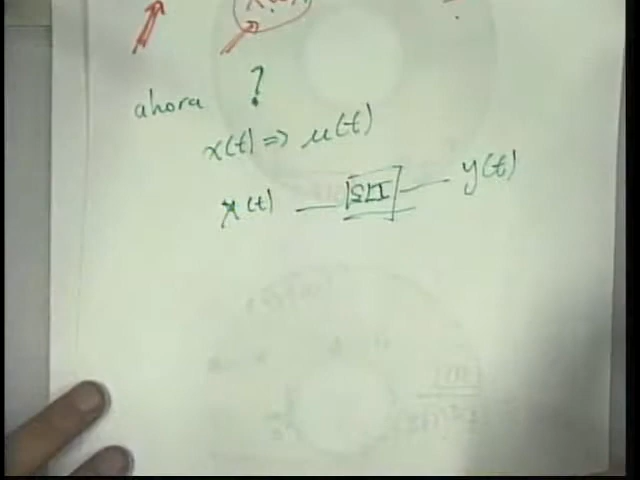 ahora ?
x(t) => μ(t)
x(t) — SLI — y(t)